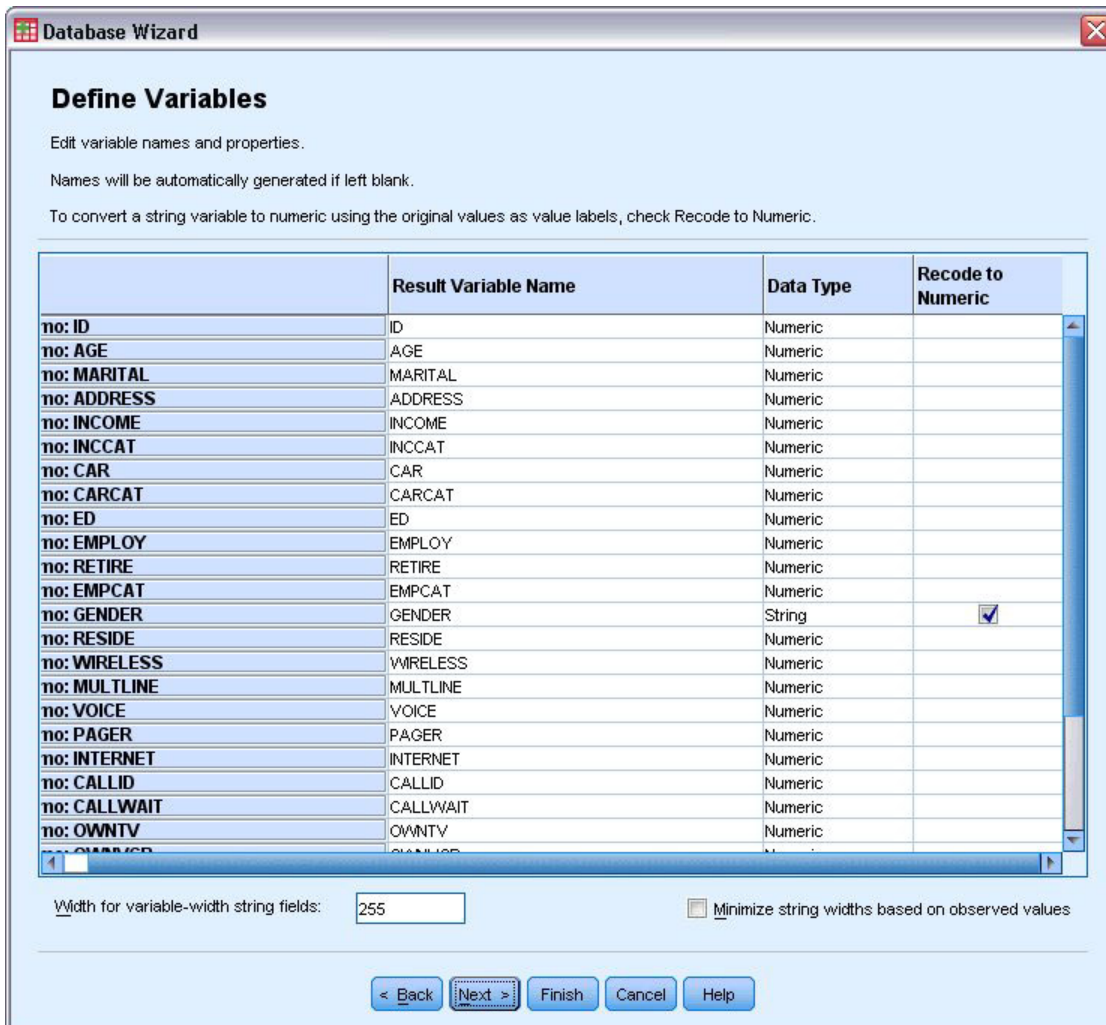 Database Wizard
Define Variables
Edit variable names and properties.
Names will be automatically generated if left blank.
To convert a string variable to numeric using the original values as value labels, check Recode to Numeric.
Result Variable Name Data Type Recode to Numeric
no: ID ID Numeric
no: AGE AGE Numeric
no: MARITAL MARITAL Numeric
no: ADDRESS ADDRESS Numeric
no: INCOME INCOME Numeric
no: INCCAT INCCAT Numeric
no: CAR CAR Numeric
no: CARCAT CARCAT Numeric
no: ED ED Numeric
no: EMPLOY EMPLOY Numeric
no: RETIRE RETIRE Numeric
no: EMPCAT EMPCAT Numeric
no: GENDER GENDER String
no: RESIDE RESIDE Numeric
no: WIRELESS WIRELESS Numeric
no: MULTLINE MULTLINE Numeric
no: VOICE VOICE Numeric
no: PAGER PAGER Numeric
no: INTERNET INTERNET Numeric
no: CALLID CALLID Numeric
no: CALLWAIT CALLWAIT Numeric
no: OWNTV OWNTV Numeric
Width for variable-width string fields: 255 Minimize string widths based on observed values
< Back Next > Finish Cancel Help